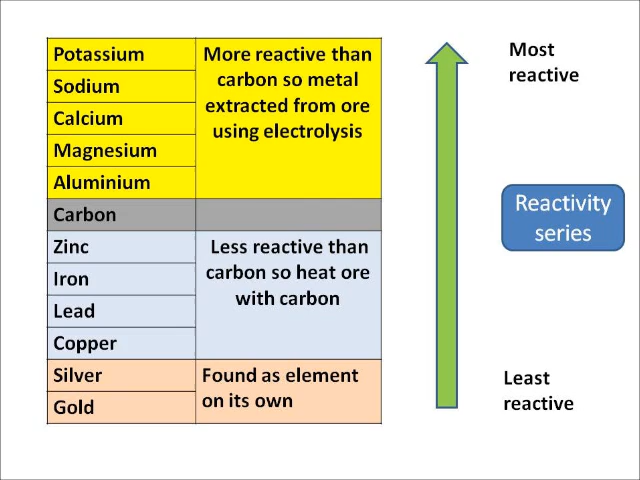 Potassium
Sodium
Calcium
Magnesium
Aluminium
More reactive than
carbon so metal
extracted from ore
using electrolysis
Carbon
Zinc
Iron
Lead
Copper
Less reactive than
carbon so heat ore
with carbon
Silver
Gold
Found as element
on its own
Most
reactive
Reactivity
series
Least
reactive